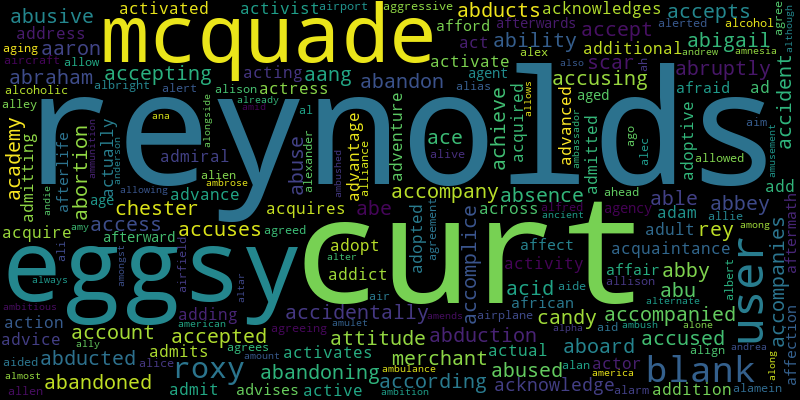 abusive activated activist airport aggressive abducts acknowledges accepts agree
address mcquade afford afterwards alerted alcohol although
aaron act ability accept additional abigail
aging abraham accepting aang abandon activate alex scar ah andrew amnesia
aircraft allow acting agent alias accusing abruptly
alcoholic albright alert alison actress aged afraid ad accident
alley already al adventure achieve acquired advanced also
academy admitting reynolds
afterlife abortion actually anderson ammunition ana amid alongside abuse alexander ambushed advantage alliance ace alive allows ambassador admitted ago alec adoptive allowed aim amusement
admiral alien ambrose
age allowing advance accompany absence able abbey add
andie chester acquires abe across alfred ahead adam allie among
acquire access accuses agreed adopt adopted agreements accomplice ancient agency adult rey aftermath
ali amy afterward alter affect acquaintance
eggsy curt user
always amongst airfield altar addict activity affair abby albert accompanies affection
ambitious adding air acid aide african allison abu alternate
action american accidentally amulet amends airplane candy accompanied
advice account accepted agreeing attitude abduction alpha aid ambush alone accused
aided ally abducted admits agrees activates merchant actual aboard align andrea along
almost abandoned alice roxy amount abandoning ambulance according abused alan actor america blank
allen admit advises active ambition acknowledge alarm addition alamein